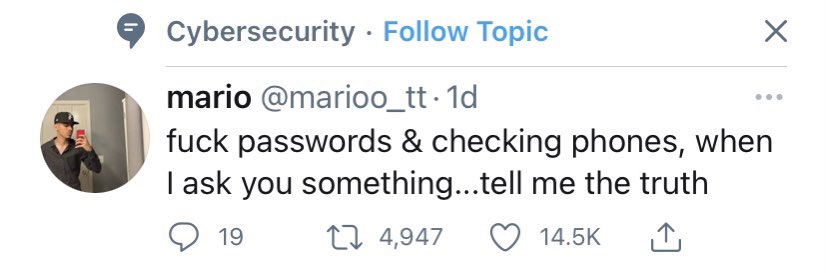 Cybersecurity · Follow Topic
mario @marioo_tt · 1d
fuck passwords & checking phones, when
I ask you something...tell me the truth
19 4,947 14.5K